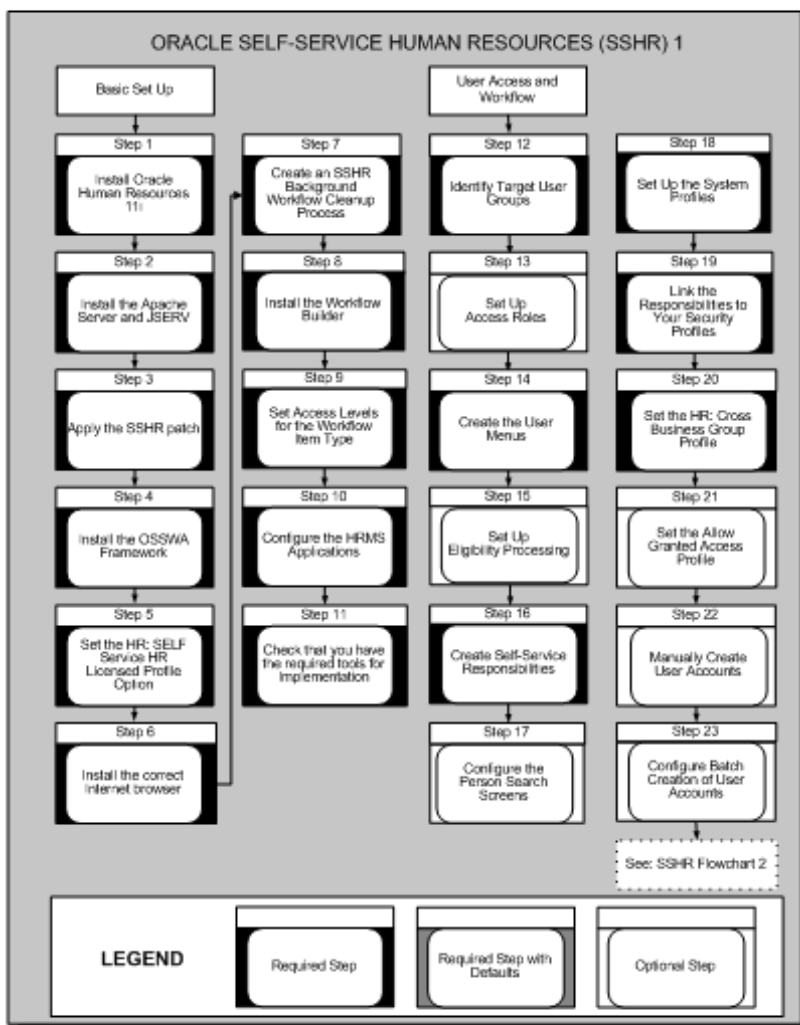 ORACLE SELF-SERVICE HUMAN RESOURCES (SSHR) 1
Basic Set Up
Step 1
Install Oracle
Human Resources
11i
Step 2
Install the Apache
Server and JSERV
Step 3
Apply the SSHR patch
Step 4
Install the OSSWA
Framework
Step 5
Set the HR: SELF
Service HR
Licensed Profile
Option
Step 6
Install the correct
Internet browser
Step 7
Create an SSHR
Background
Workflow Cleanup
Process
Step 8
Install the Workflow
Builder
Step 9
Set Access Levels
for the Workflow
Item Type
Step 10
Configure the HRMS
Applications
Step 11
Check that you have
the required tools for
Implementation
User Access and
Workflow
Step 12
Identify Target User
Groups
Step 13
Set Up
Access Roles
Step 14
Create the User
Menus
Step 15
Set Up
Eligibility Processing
Step 16
Create Self-Service
Responsibilities
Step 17
Configure the
Person Search
Screens
Step 18
Set Up the System
Profiles
Step 19
Link the
Responsibilities to
Your Security
Profiles
Step 20
Set the HR: Cross
Business Group
Profile
Step 21
Set the Allow
Granted Access
Profile
Step 22
Manually Create
User Accounts
Step 23
Configure Batch
Creation of User
Accounts
See: SSHR Flowchart 2
LEGEND
Required Step
Required Step with
Defaults
Optional Step